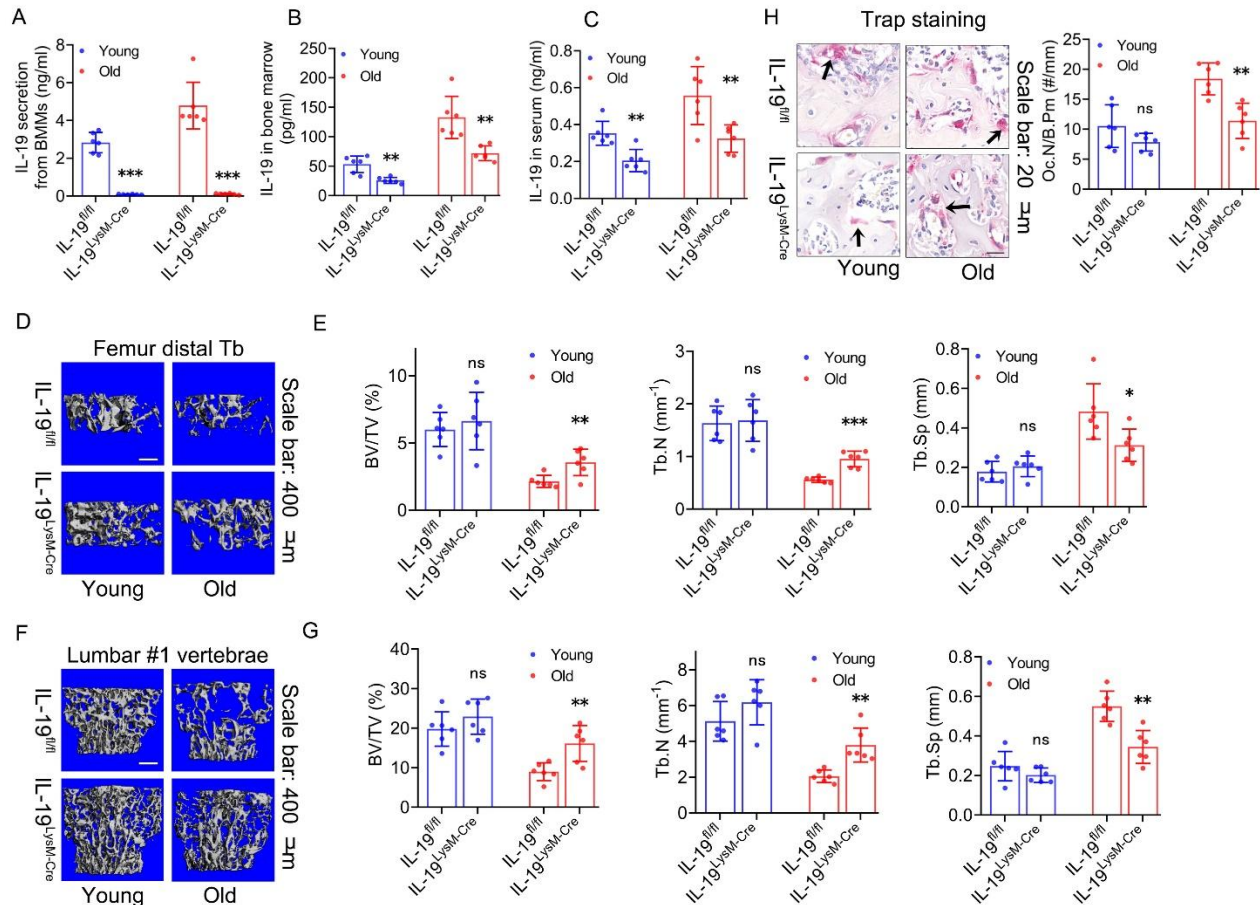 A
IL-19 secretion
from BMMs (ng/ml)
8
6
4
2
0
Young
Old
***
***
IL-19fl/fl
IL-19LysM-Cre
IL-19fl/fl
IL-19LysM-Cre
B
IL-19 in bone marrow
(pg/ml)
250
200
150
100
50
0
Young
Old
**
**
IL-19fl/fl
IL-19LysM-Cre
IL-19fl/fl
IL-19LysM-Cre
C
IL-19 in serum (ng/ml)
0.8
0.6
0.4
0.2
0.0
Young
Old
**
**
IL-19fl/fl
IL-19LysM-Cre
IL-19fl/fl
IL-19LysM-Cre
H
Trap staining
IL-19fl/fl
IL-19LysM-Cre
Young
Old
Scale bar: 20 μm
Oc.N/B.Pm (#/mm)
25
20
15
10
5
0
Young
Old
ns
**
IL-19fl/fl
IL-19LysM-Cre
IL-19fl/fl
IL-19LysM-Cre
D
Femur distal Tb
IL-19fl/fl
IL-19LysM-Cre
Young
Old
Scale bar: 400 μm
E
BV/TV (%)
10
5
0
Young
Old
ns
**
IL-19fl/fl
IL-19LysM-Cre
IL-19fl/fl
IL-19LysM-Cre
Tb.N (mm-1)
3
2
1
0
Young
Old
ns
***
IL-19fl/fl
IL-19LysM-Cre
IL-19fl/fl
IL-19LysM-Cre
Tb.Sp (mm)
0.8
0.6
0.4
0.2
0.0
Young
Old
ns
*
IL-19fl/fl
IL-19LysM-Cre
IL-19fl/fl
IL-19LysM-Cre
F
Lumbar #1 vertebrae
IL-19fl/fl
IL-19LysM-Cre
Young
Old
Scale bar: 400 μm
G
BV/TV (%)
40
30
20
10
0
Young
Old
ns
**
IL-19fl/fl
IL-19LysM-Cre
IL-19fl/fl
IL-19LysM-Cre
Tb.N (mm-1)
8
6
4
2
0
Young
Old
ns
**
IL-19fl/fl
IL-19LysM-Cre
IL-19fl/fl
IL-19LysM-Cre
Tb.Sp (mm)
0.8
0.6
0.4
0.2
0.0
Young
Old
ns
**
IL-19fl/fl
IL-19LysM-Cre
IL-19fl/fl
IL-19LysM-Cre